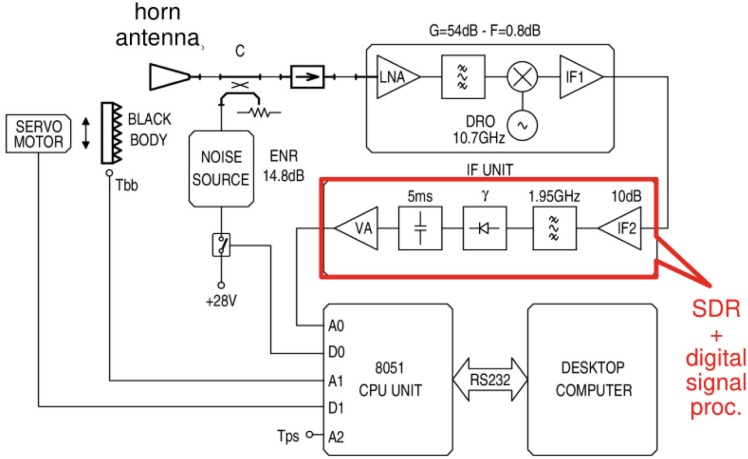 horn
antenna,
C
G=54dB - F=0.8dB
LNA
IF1
DRO
10.7GHz
SERVO
MOTOR
BLACK
BODY
Tbb
NOISE
SOURCE
ENR
14.8dB
+28V
IF UNIT
VA
5ms
γ
1.95GHz
10dB
IF2
SDR
+
digital
signal
proc.
A0
D0
A1
D1
A2
Tps
8051
CPU UNIT
RS232
DESKTOP
COMPUTER